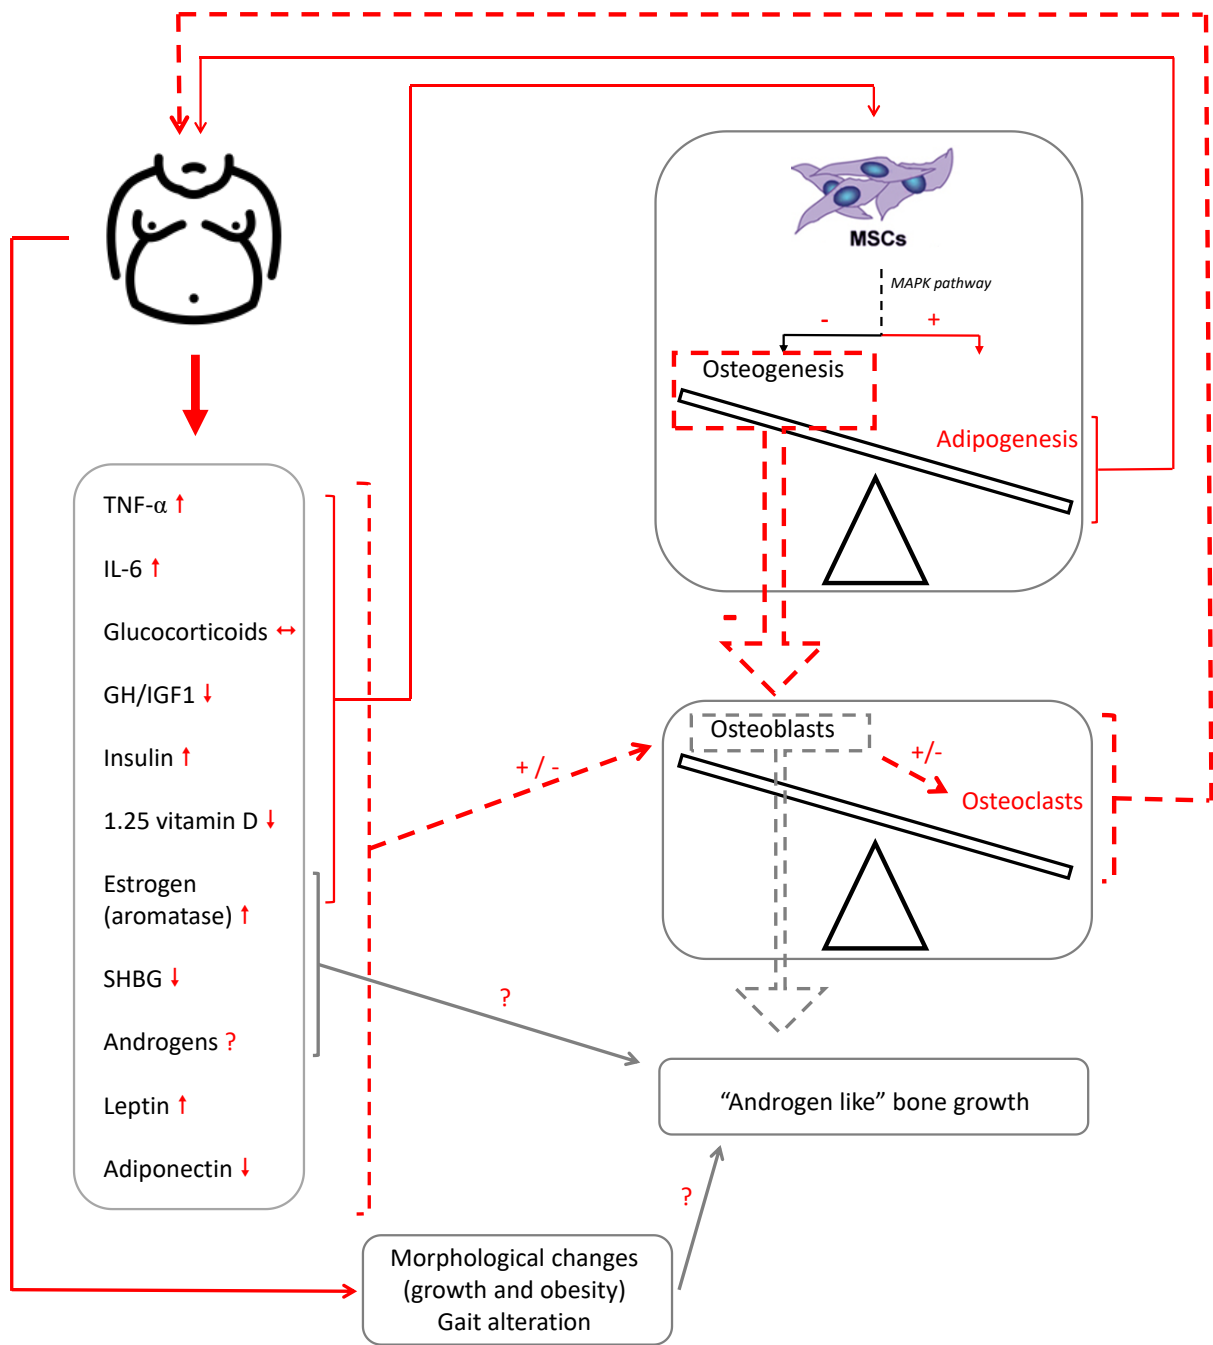 MSCs
MAPK pathway
-
+
Osteogenesis
Adipogenesis
TNF-α ↑
IL-6 ↑
Glucocorticoids ↔
GH/IGF1 ↓
Insulin ↑
1.25 vitamin D ↓
Estrogen
(aromatase) ↑
SHBG ↓
Androgens ?
Leptin ↑
Adiponectin ↓
-
+ / -
Osteoblasts
+/-
Osteoclasts
?
“Androgen like” bone growth
?
Morphological changes
(growth and obesity)
Gait alteration